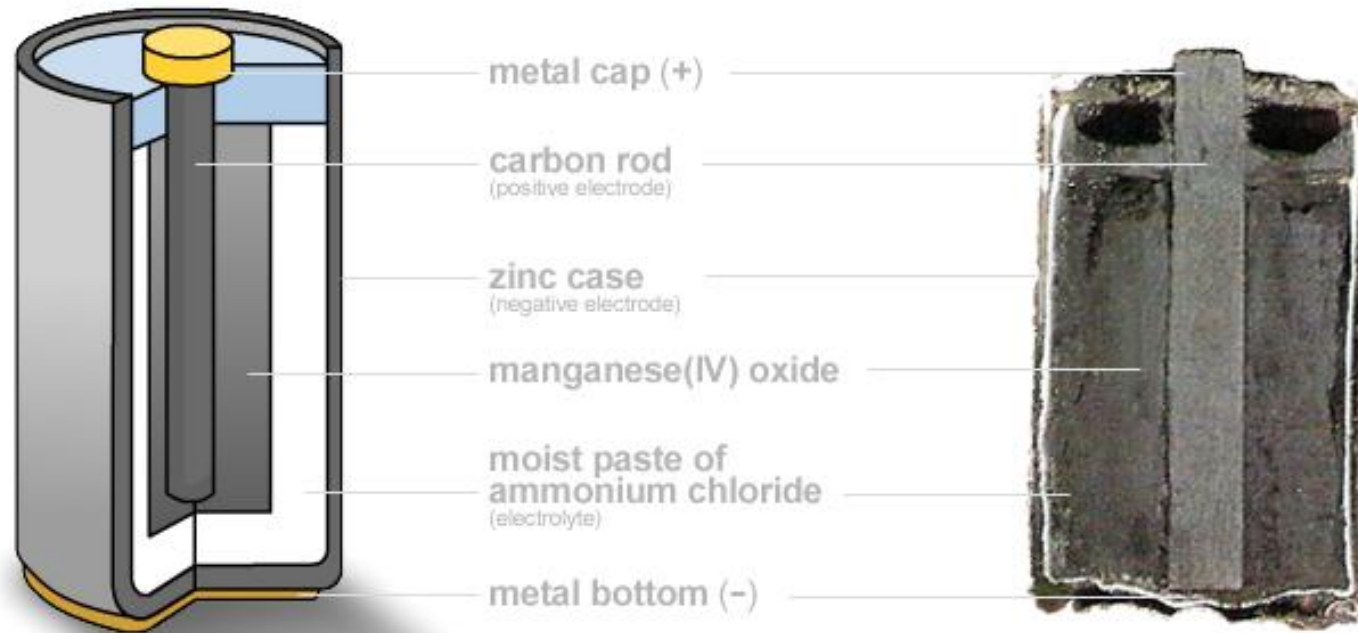 metal cap (+)
carbon rod
(positive electrode)
zinc case
(negative electrode)
manganese(IV) oxide
moist paste of
ammonium chloride
(electrolyte)
metal bottom (−)